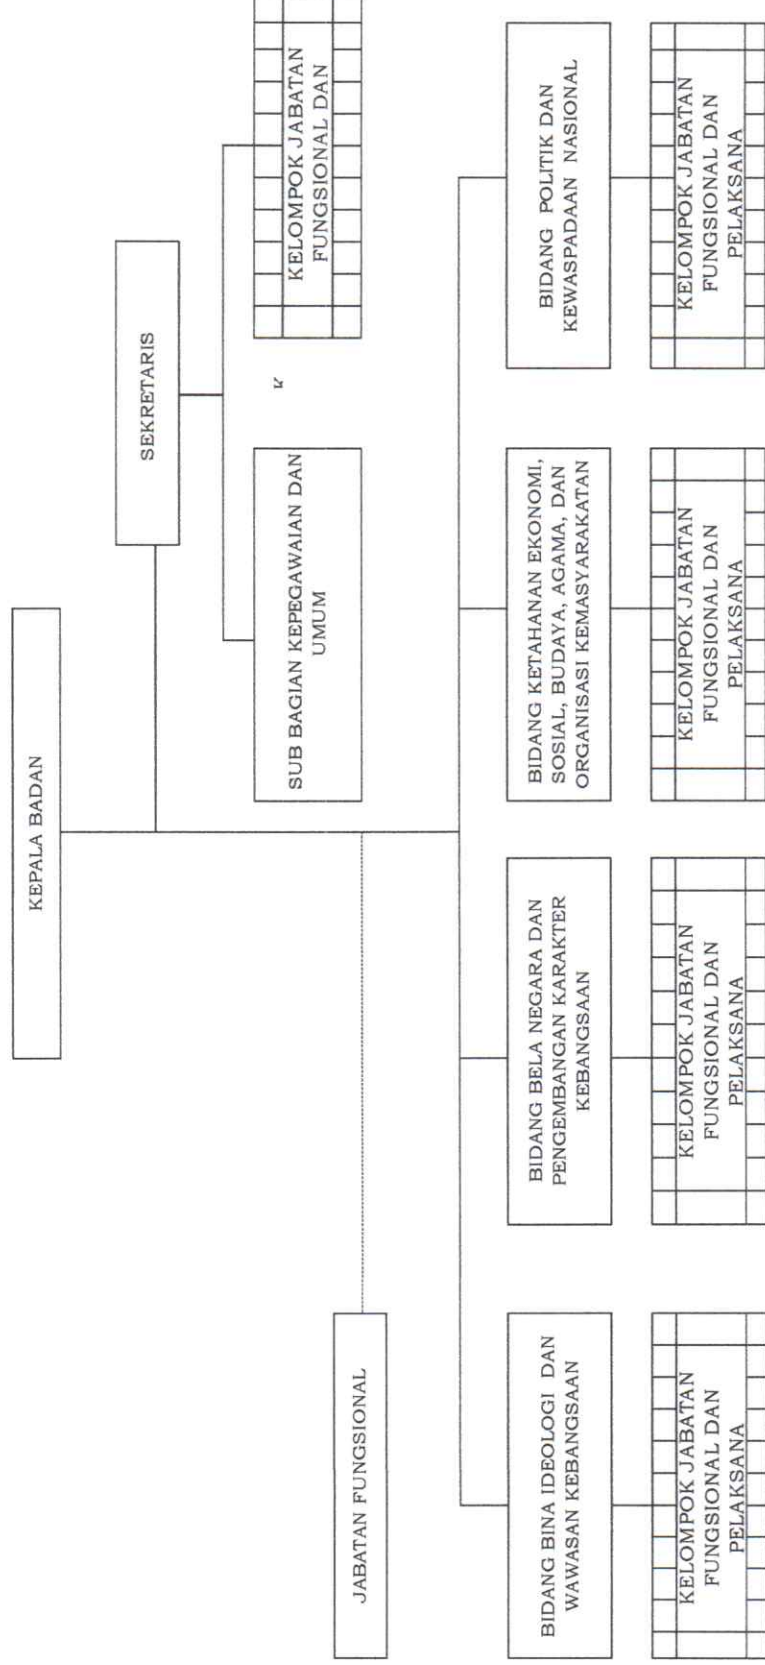 KEPALA BADAN
SEKRETARIS
SUB BAGIAN KEPEGAWAIAN DAN
UMUM
KELOMPOK JABATAN
FUNGSIONAL DAN
JABATAN FUNGSIONAL
BIDANG BINA IDEOLOGI DAN
WAWASAN KEBANGSAAN
BIDANG BELA NEGARA DAN
PENGEMBANGAN KARAKTER
KEBANGSAAN
BIDANG KETAHANAN EKONOMI,
SOSIAL, BUDAYA, AGAMA, DAN
ORGANISASI KEMASYARAKATAN
BIDANG POLITIK DAN
KEWASPADAAN NASIONAL
KELOMPOK JABATAN
FUNGSIONAL DAN
PELAKSANA
KELOMPOK JABATAN
FUNGSIONAL DAN
PELAKSANA
KELOMPOK JABATAN
FUNGSIONAL DAN
PELAKSANA
KELOMPOK JABATAN
FUNGSIONAL DAN
PELAKSANA